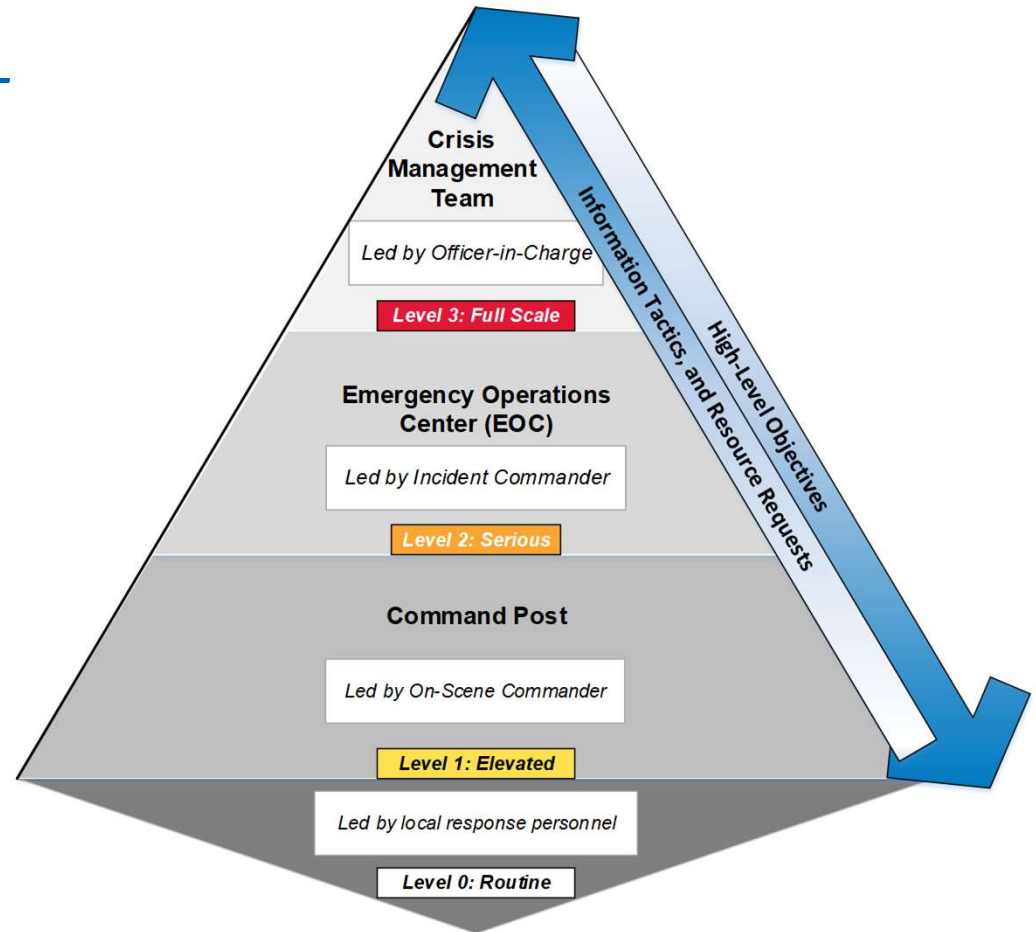 Crisis
Management
Team
Led by Officer-in-Charge
Level 3: Full Scale
Emergency Operations
Center (EOC)
Led by Incident Commander
Level 2: Serious
Command Post
Led by On-Scene Commander
Level 1: Elevated
Led by local response personnel
Level 0: Routine
Information Tactics, and Resource Requests
High-Level Objectives